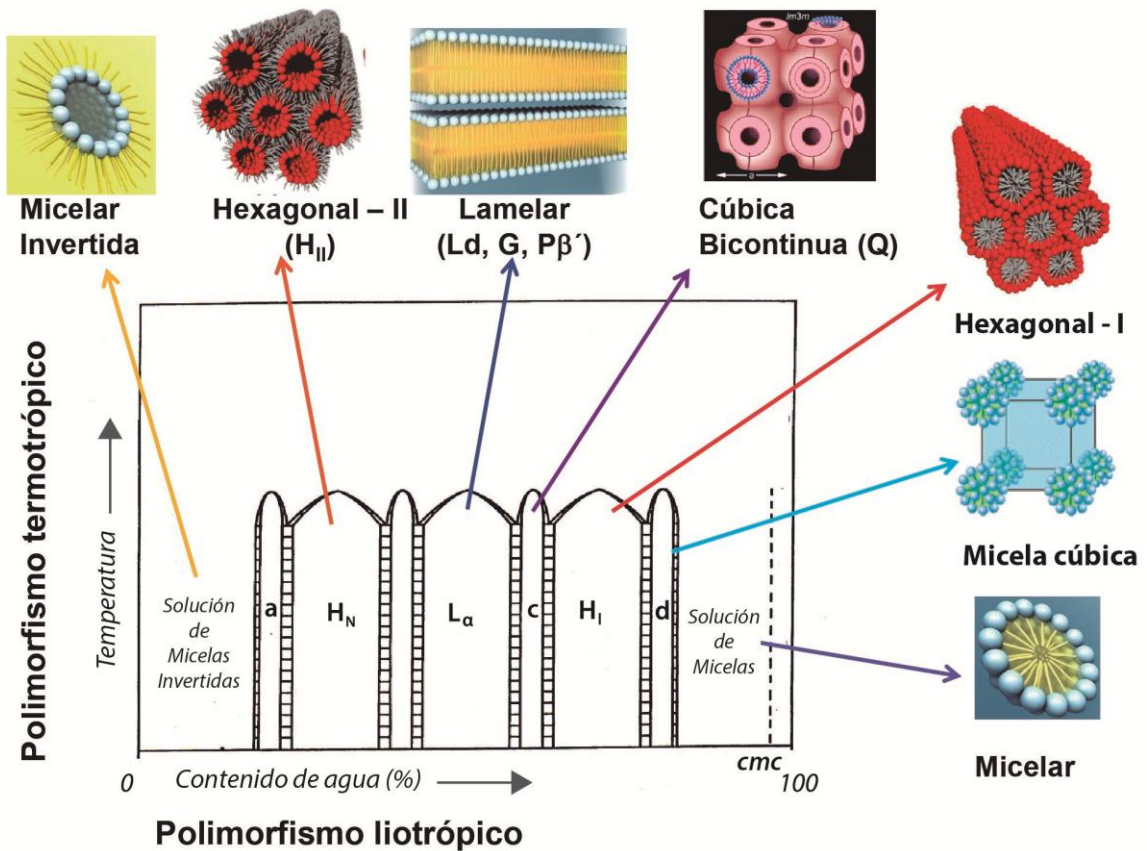 Im3m
a
Micelar
Invertida
Hexagonal – II
(HII)
Lamelar
(Ld, G, Pβ´)
Cúbica
Bicontinua (Q)
Hexagonal - I
Micela cúbica
Micelar
Polimorfismo termotrópico
Temperatura
Solución
de
Micelas
Invertidas
a
HN
Lα
c
HI
d
Solución
de
Micelas
0
Contenido de agua (%)
cmc
100
Polimorfismo liotrópico